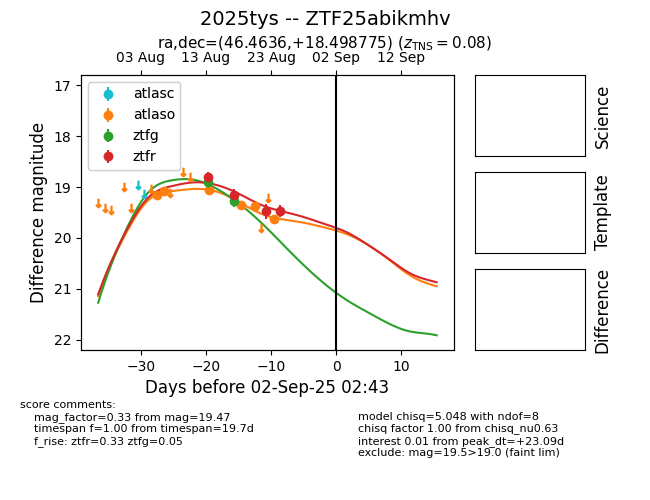 2025tys -- ZTF25abikmhv
ra,dec=(46.4636,+18.498775) (zTNS = 0.08)
03 Aug 13 Aug 23 Aug 02 Sep 12 Sep
17
18
19
20
21
22
Difference magnitude
atlasc
atlaso
ztfg
ztfr
−30 −20 −10 0 10
Days before 02-Sep-25 02:43
Science
Template
Difference
score comments:
mag_factor=0.33 from mag=19.47
timespan f=1.00 from timespan=19.7d
f_rise: ztfr=0.33 ztfg=0.05
model chisq=5.048 with ndof=8
chisq factor 1.00 from chisq_nu0.63
interest 0.01 from peak_dt=+23.09d
exclude: mag=19.5>19.0 (faint lim)